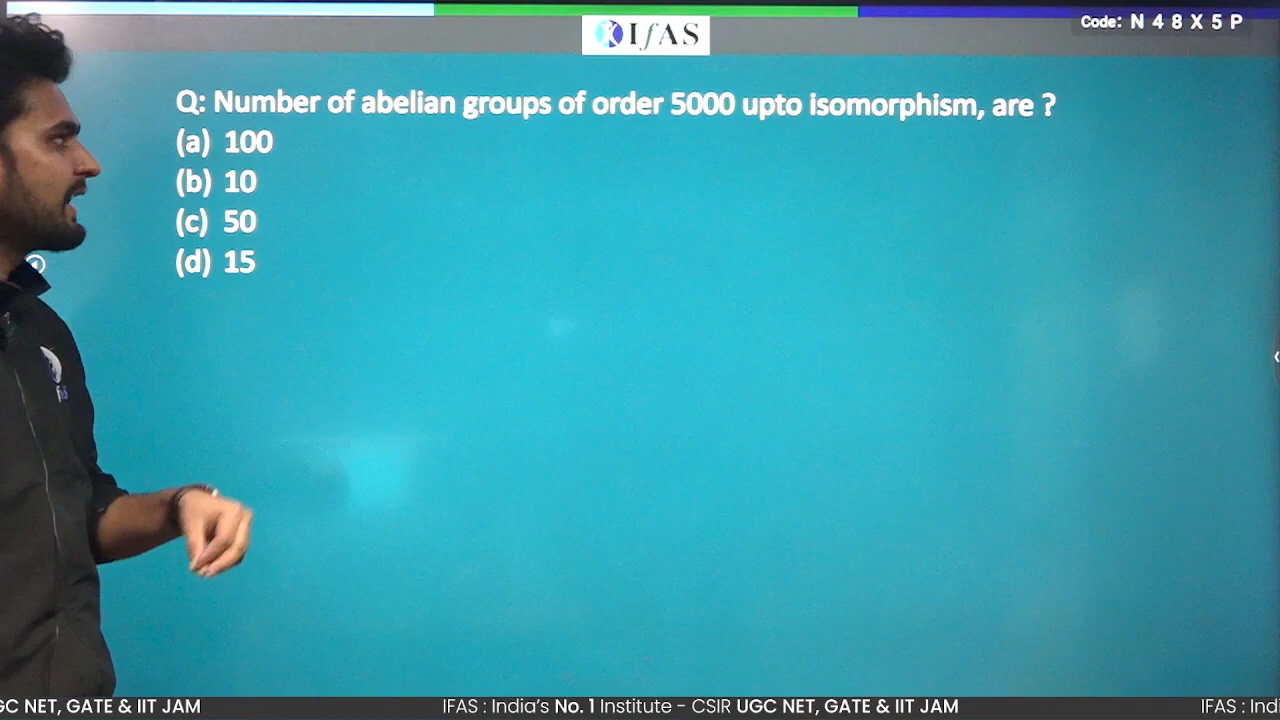 Code: N 4 8 X 5 P
IfAS
Q: Number of abelian groups of order 5000 upto isomorphism, are ?
(a) 100
(b) 10
(c) 50
(d) 15
GC NET, GATE & IIT JAM IFAS : India's No. 1 Institute - CSIR UGC NET, GATE & IIT JAM IFAS : Ind